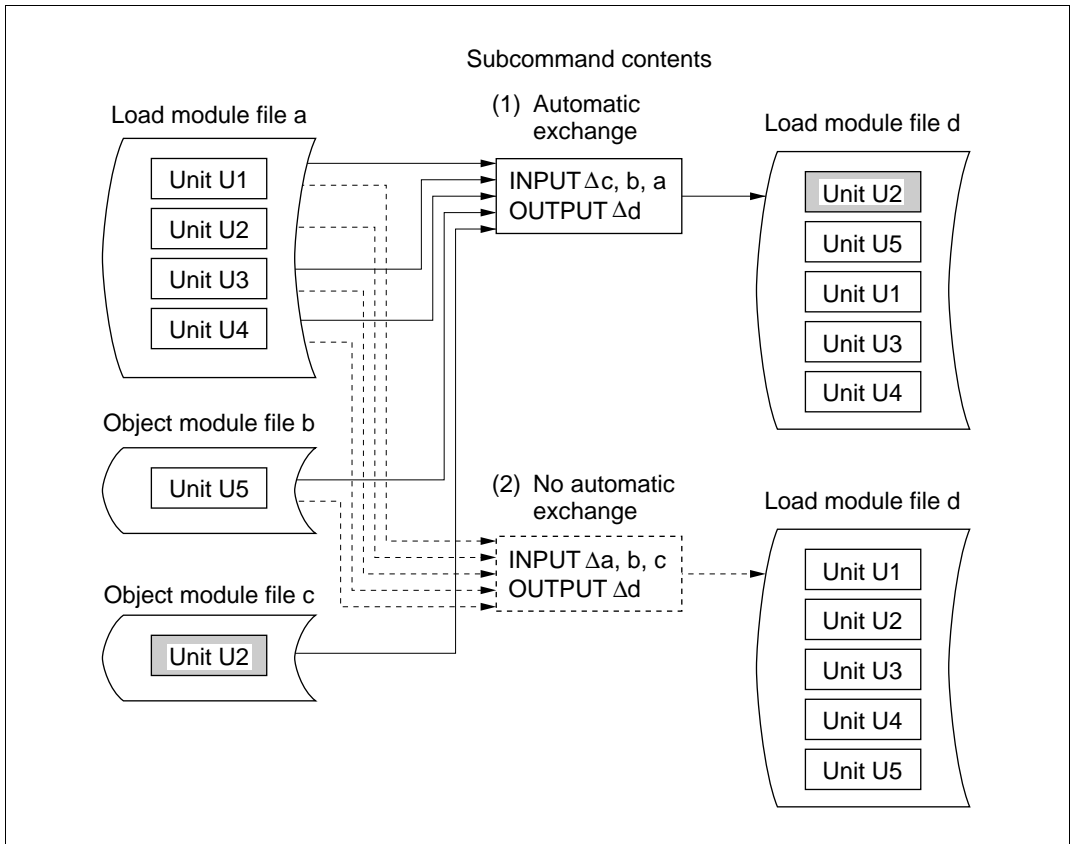 Subcommand contents
Load module file a
Unit U1
Unit U2
Unit U3
Unit U4
Object module file b
Unit U5
Object module file c
Unit U2
(1) Automatic
exchange
INPUT Δc, b, a
OUTPUT Δd
(2) No automatic
exchange
INPUT Δa, b, c
OUTPUT Δd
Load module file d
Unit U2
Unit U5
Unit U1
Unit U3
Unit U4
Load module file d
Unit U1
Unit U2
Unit U3
Unit U4
Unit U5